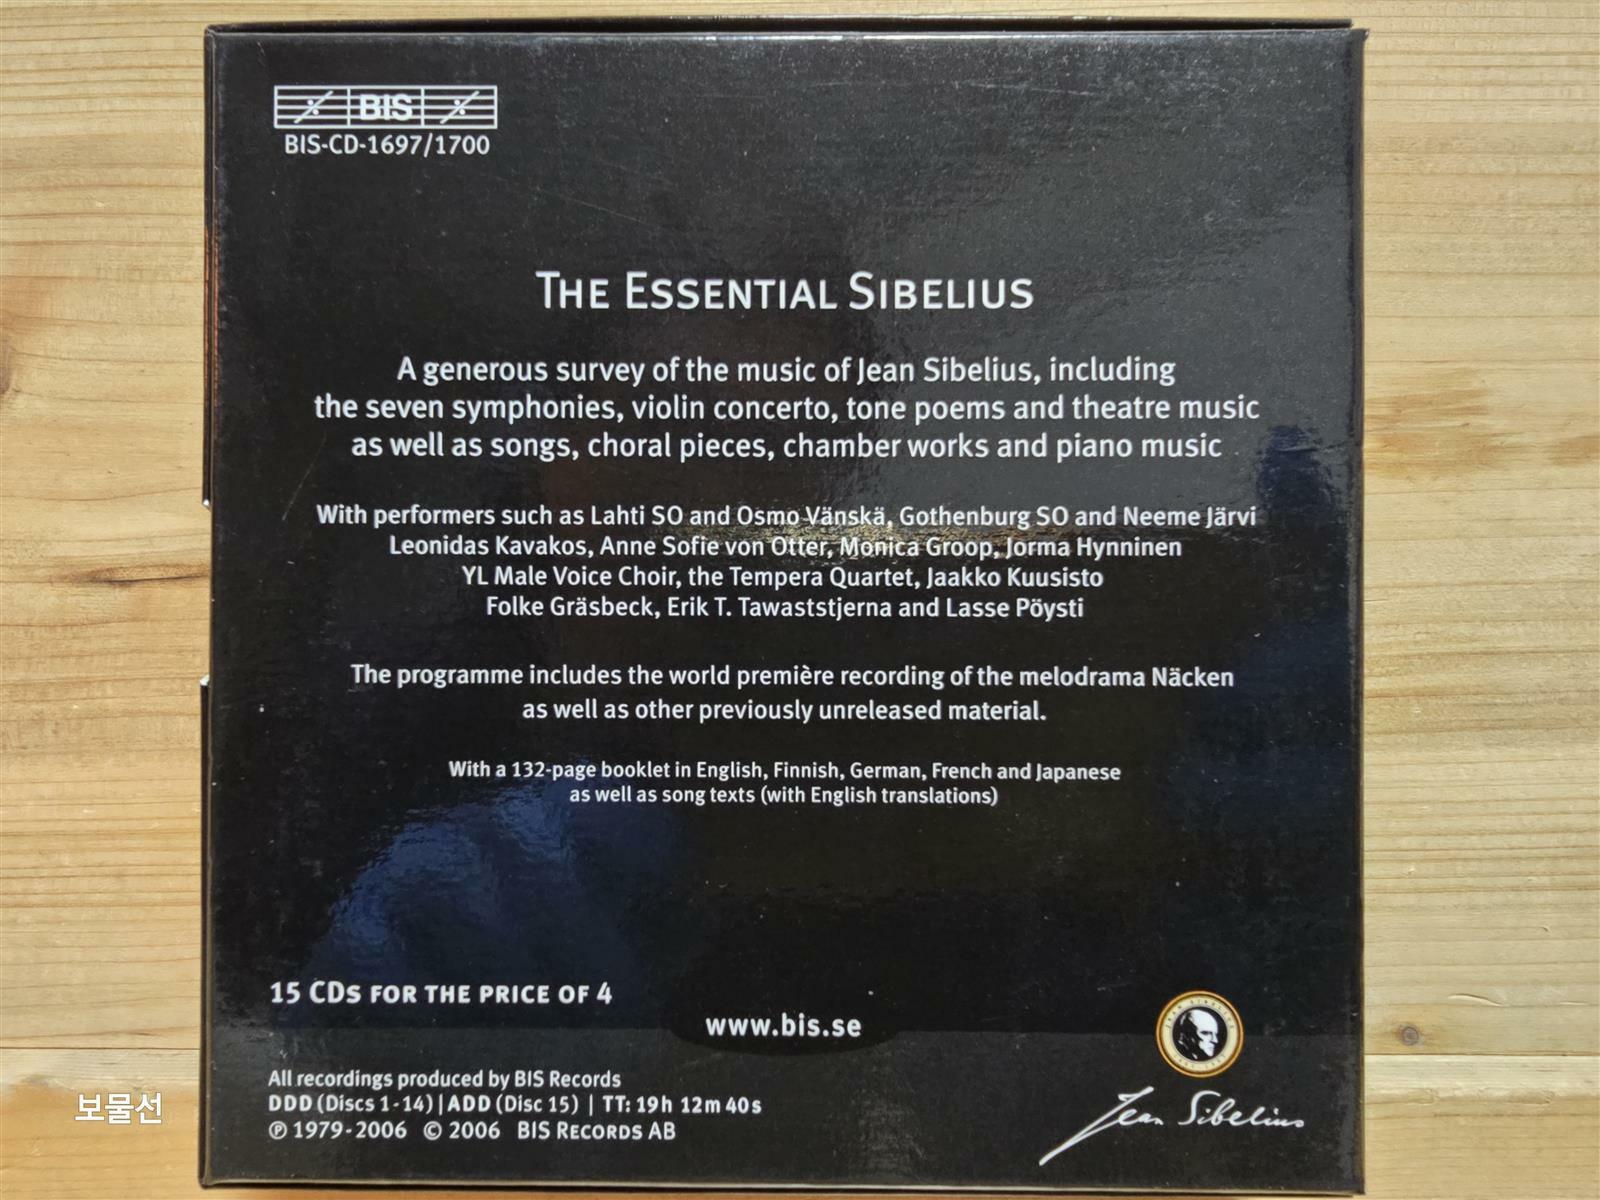 BIS
BIS-CD-1697/1700
THE ESSENTIAL SIBELIUS
A generous survey of the music of Jean Sibelius, including
the seven symphonies, violin concerto, tone poems and theatre music
as well as songs, choral pieces, chamber works and piano music
With performers such as Lahti SO and Osmo Vänskä, Gothenburg SO and Neeme Järvi
Leonidas Kavakos, Anne Sofie von Otter, Monica Groop, Jorma Hynninen
YL Male Voice Choir, the Tempera Quartet, Jaakko Kuusisto
Folke Gräsbeck, Erik T. Tawaststjerna and Lasse Pöysti
The programme includes the world première recording of the melodrama Näcken
as well as other previously unreleased material.
With a 132-page booklet in English, Finnish, German, French and Japanese
as well as song texts (with English translations)
15 CDS FOR THE PRICE OF 4
www.bis.se
All recordings produced by BIS Records
DDD (Discs 1-14) | ADD (Disc 15) | TT: 19h 12m 40s
℗ 1979-2006 © 2006 BIS RECORDS AB
Jean Sibelius
보물선